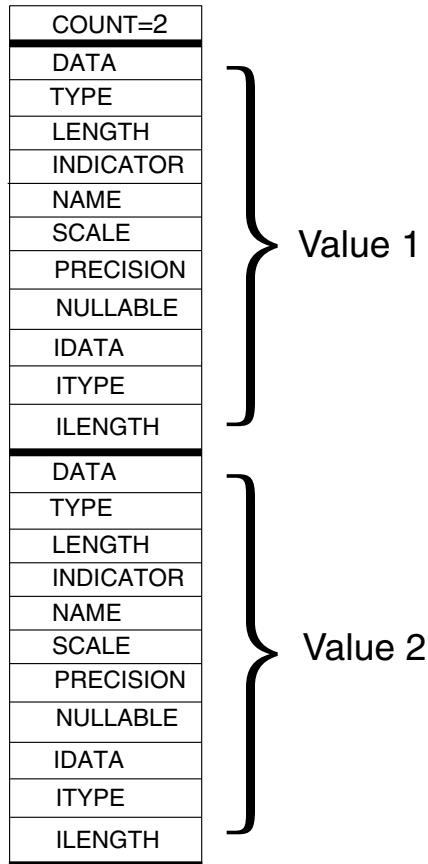 COUNT=2
DATA
TYPE
LENGTH
INDICATOR
NAME
SCALE
PRECISION
NULLABLE
IDATA
ITYPE
ILENGTH
Value 1
DATA
TYPE
LENGTH
INDICATOR
NAME
SCALE
PRECISION
NULLABLE
IDATA
ITYPE
ILENGTH
Value 2